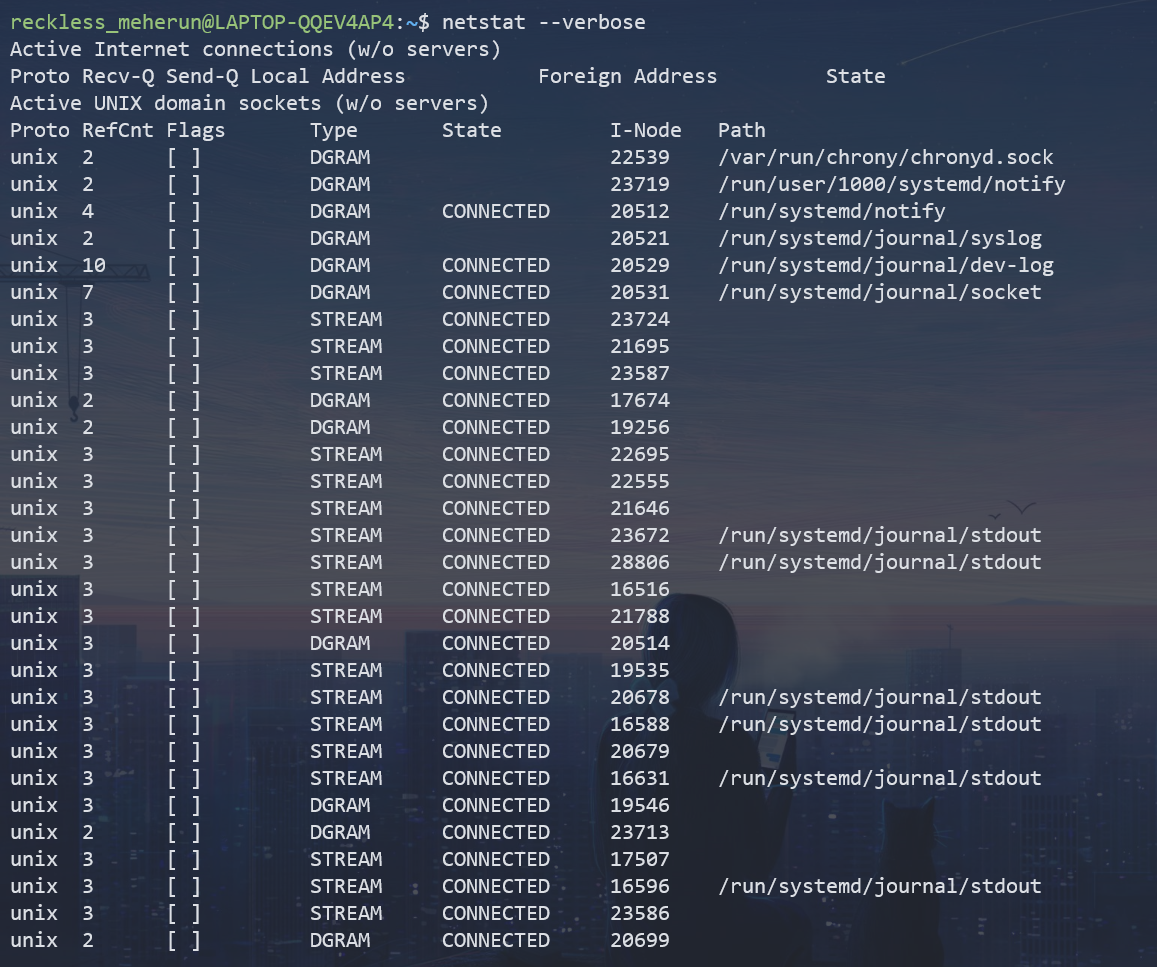 reckless_meherun@LAPTOP-QQEV4AP4:~$ netstat --verbose
Active Internet connections (w/o servers)
Proto Recv-Q Send-Q Local Address           Foreign Address         State
Active UNIX domain sockets (w/o servers)
Proto RefCnt Flags       Type       State         I-Node   Path
unix  2      [ ]         DGRAM                    22539    /var/run/chrony/chronyd.sock
unix  2      [ ]         DGRAM                    23719    /run/user/1000/systemd/notify
unix  4      [ ]         DGRAM      CONNECTED     20512    /run/systemd/notify
unix  2      [ ]         DGRAM                    20521    /run/systemd/journal/syslog
unix  10     [ ]         DGRAM      CONNECTED     20529    /run/systemd/journal/dev-log
unix  7      [ ]         DGRAM      CONNECTED     20531    /run/systemd/journal/socket
unix  3      [ ]         STREAM     CONNECTED     23724
unix  3      [ ]         STREAM     CONNECTED     21695
unix  3      [ ]         STREAM     CONNECTED     23587
unix  2      [ ]         DGRAM      CONNECTED     17674
unix  2      [ ]         DGRAM      CONNECTED     19256
unix  3      [ ]         STREAM     CONNECTED     22695
unix  3      [ ]         STREAM     CONNECTED     22555
unix  3      [ ]         STREAM     CONNECTED     21646
unix  3      [ ]         STREAM     CONNECTED     23672    /run/systemd/journal/stdout
unix  3      [ ]         STREAM     CONNECTED     28806    /run/systemd/journal/stdout
unix  3      [ ]         STREAM     CONNECTED     16516
unix  3      [ ]         STREAM     CONNECTED     21788
unix  3      [ ]         DGRAM      CONNECTED     20514
unix  3      [ ]         STREAM     CONNECTED     19535
unix  3      [ ]         STREAM     CONNECTED     20678    /run/systemd/journal/stdout
unix  3      [ ]         STREAM     CONNECTED     16588    /run/systemd/journal/stdout
unix  3      [ ]         STREAM     CONNECTED     20679
unix  3      [ ]         STREAM     CONNECTED     16631    /run/systemd/journal/stdout
unix  3      [ ]         DGRAM      CONNECTED     19546
unix  2      [ ]         DGRAM      CONNECTED     23713
unix  3      [ ]         STREAM     CONNECTED     17507
unix  3      [ ]         STREAM     CONNECTED     16596    /run/systemd/journal/stdout
unix  3      [ ]         STREAM     CONNECTED     23586
unix  2      [ ]         DGRAM      CONNECTED     20699